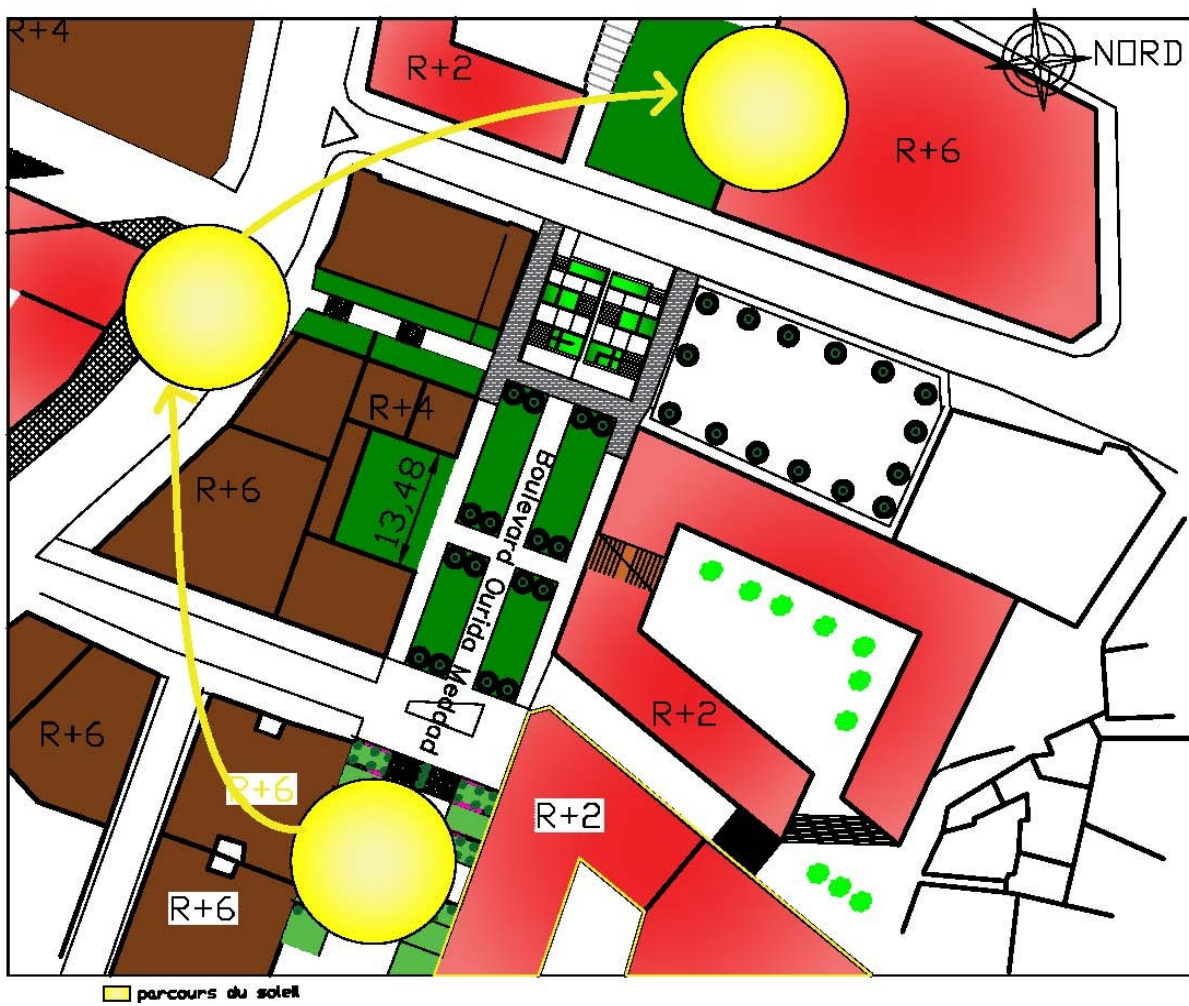 R+4
R+2
NORD
R+6
R+4
R+6
13,48
Boulevard Ourida Meddad
R+2
R+6
R+6
R+2
R+6
parcours du soleil